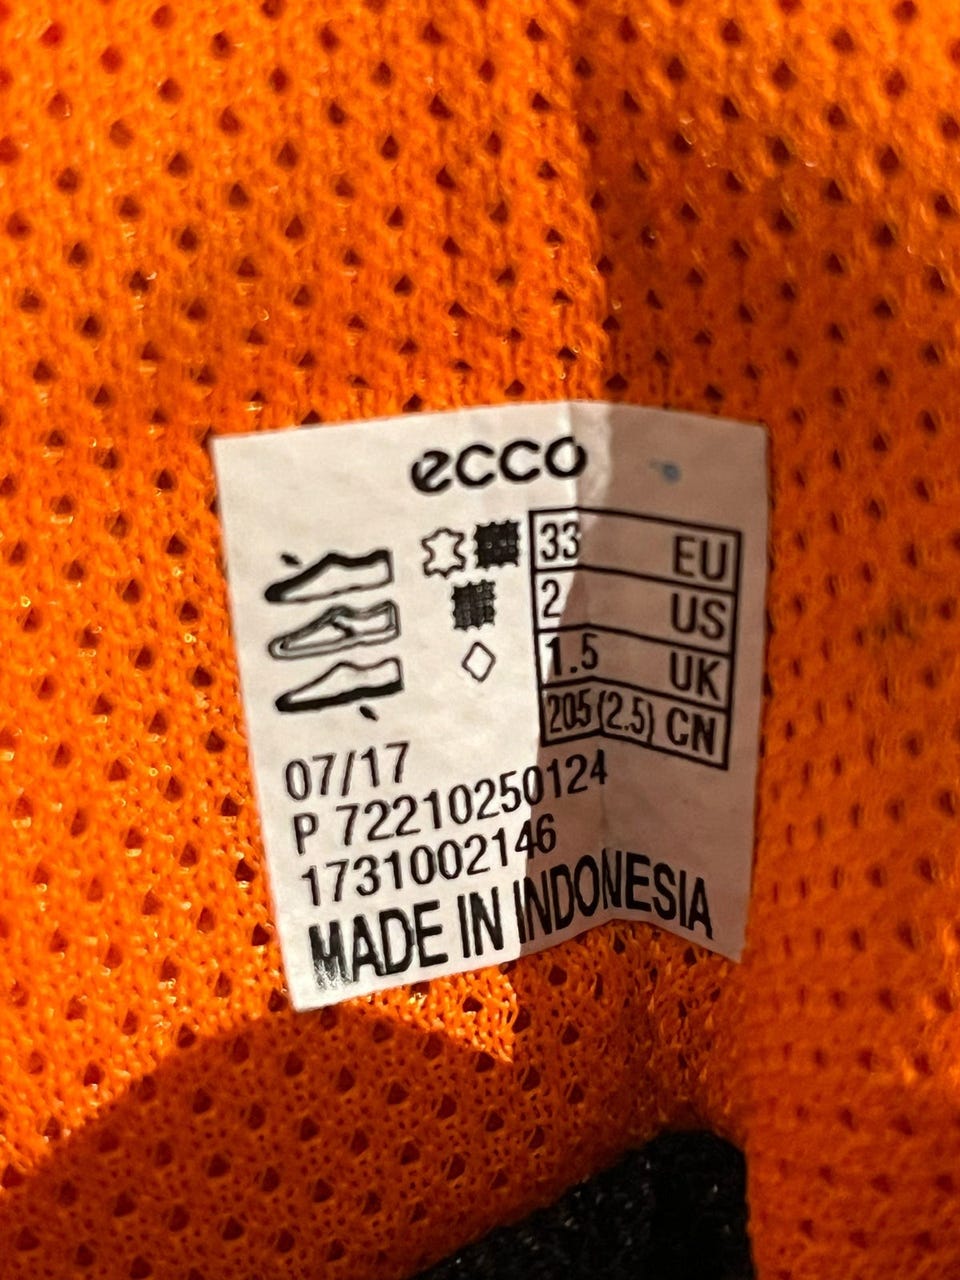 ecco
33 EU
2 US
1.5 UK
205(2.5) CN
07/17
P 72210250124
1731002146
MADE IN INDONESIA